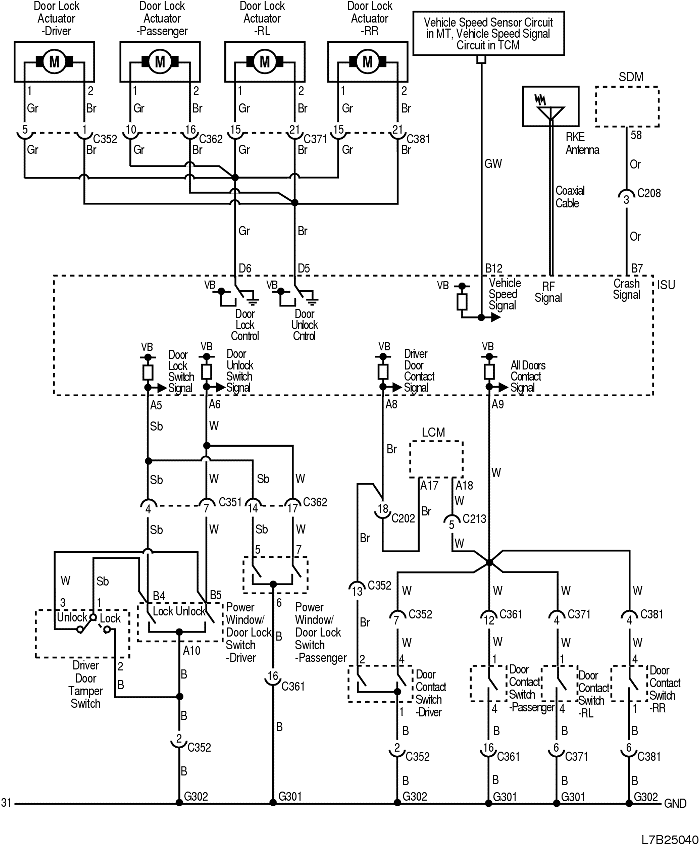 Door Lock
Actuator
-Driver
Door Lock
Actuator
-Passenger
Door Lock
Actuator
-RL
Door Lock
Actuator
-RR
Vehicle Speed Sensor Circuit
in MT, Vehicle Speed Signal
Circuit in TCM
SDM
M M M M
1 2 1 2 1 2 1 2
Gr Br Gr Br Gr Br Gr Br
RKE
Antenna
58
5 1 C352 10 16 C362 15 21 C371 15 21 C381
Gr Br Gr Br Gr Br Gr Br
GW
Or
Coaxial
Cable
3 C208
Gr Br
Or
D6 D5 B12 B7
ISU
VB VB VB
Vehicle
Speed
Signal
RF
Signal
Crash
Signal
Door
Lock
Control
Door
Unlock
Cntrol
VB VB VB VB
Door
Lock
Switch
Signal
Door
Unlock
Switch
Signal
Driver
Door
Contact
Signal
All Doors
Contact
Signal
A5 A6 A8 A9
Sb W
LCM
Br
W
Sb W Sb W
A17 A18
W
4 7 C351 14 17 C362
18 C202
Br
5 C213
Sb W Sb W
Br
W
5 7
W Sb
3 1
B4 B5
6
13 C352
W W W
Unlock Lock
Lock Unlock
Power
Window/
Door Lock
Switch
-Driver
Power
Window/
Door Lock
Switch
-Passenger
7 C352 12 C361 4 C371 4 C381
Br W W W W
B
A10
2
B
Driver
Door
Tamper
Switch
2 4 1 1 4
Door
Contact
Switch
-Driver
Door
Contact
Switch
-Passenger
Door
Contact
Switch
-RL
Door
Contact
Switch
-RR
B
16 C361
1 4 4 1
B B B B B B
2 C352
2 C352 16 C361 6 C371 6 C381
B
B B B B
31 G302 G301 G302 G301 G301 G302 GND
L7B25040